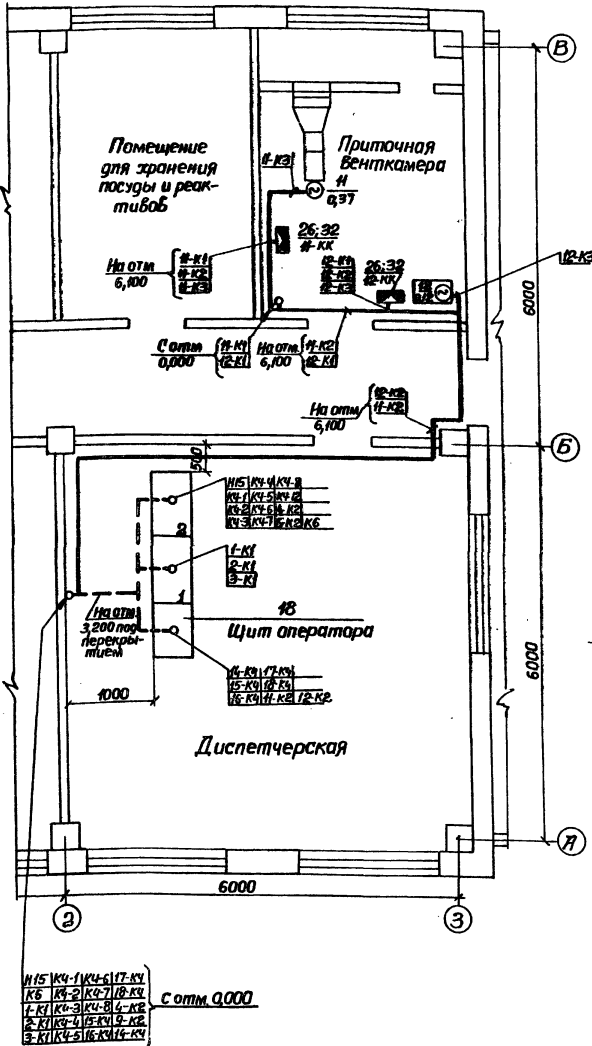 В
Помещение
для хранения
посуды и реак-
тивов
Приточная
венткамера
11-К3
11
0,37
26; 32
11-КК
На отм.
6,100
11-К1
11-К2
11-К3
12-К1
12-К2
12-К3
26; 32
12-КК
12
12-К3
6000
С отм.
0,000
11-К1
12-К1
На отм.
6,100
11-К2
12-К1
На отм.
6,100
12-К2
11-К2
Б
500
Н15 К4-4 К4-8
К4-1 К4-5 К4-12
К4-2 К4-6
К4-3 К4-7 К6
2
1-К1
2-К1
3-К1
1
18
Щит оператора
На отм.
3,200 под
перекры-
тием
14-К4 17-К4
15-К4 18-К4
16-К4 11-К2 12-К2
1000
6000
Диспетчерская
А
6000
2
3
Н15 К4-1 К4-6 17-К4
К6 К4-2 К4-7 18-К4
1-К1 К4-3 К4-8 4-К2
2-К1 К4-4 15-К4 9-К2
3-К1 К4-5 16-К4 14-К4
С отм. 0,000